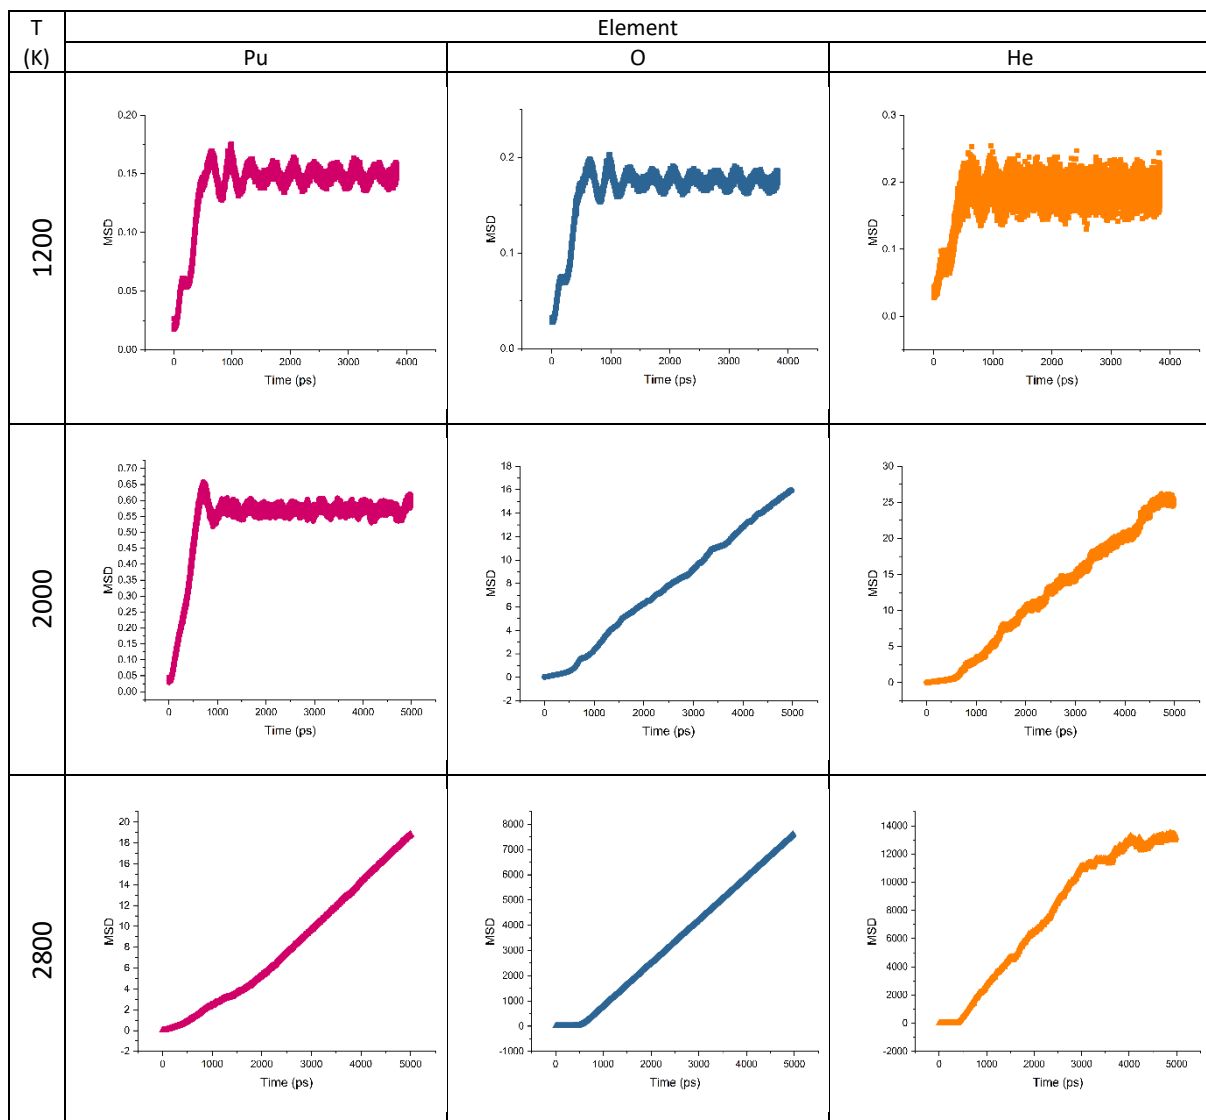 T
(K)
Element
Pu
O
He
1200
0.20
0.15
0.10
0.05
0.00
MSD
0 1000 2000 3000 4000
Time (ps)
0.2
0.1
0.0
MSD
0 1000 2000 3000 4000
Time (ps)
0.3
0.2
0.1
0.0
MSD
0 1000 2000 3000 4000
Time (ps)
2000
0.70
0.65
0.60
0.55
0.50
0.45
0.40
0.35
0.30
0.25
0.20
0.15
0.10
0.05
0.00
MSD
0 1000 2000 3000 4000 5000
Time (ps)
18
16
14
12
10
8
6
4
2
0
-2
MSD
0 1000 2000 3000 4000 5000
Time (ps)
30
25
20
15
10
5
0
MSD
0 1000 2000 3000 4000 5000
Time (ps)
2800
20
18
16
14
12
10
8
6
4
2
0
-2
MSD
0 1000 2000 3000 4000 5000
Time (ps)
8000
7000
6000
5000
4000
3000
2000
1000
0
-1000
MSD
0 1000 2000 3000 4000 5000
Time (ps)
14000
12000
10000
8000
6000
4000
2000
0
-2000
MSD
0 1000 2000 3000 4000 5000
Time (ps)